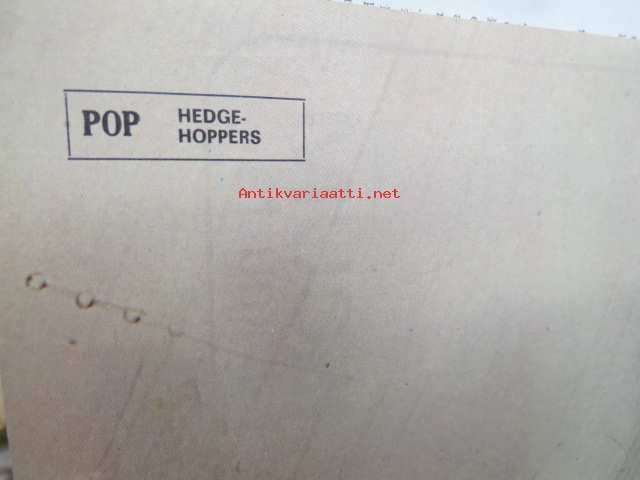 POP HEDGE-
HOPPERS
Antikvariaatti.net